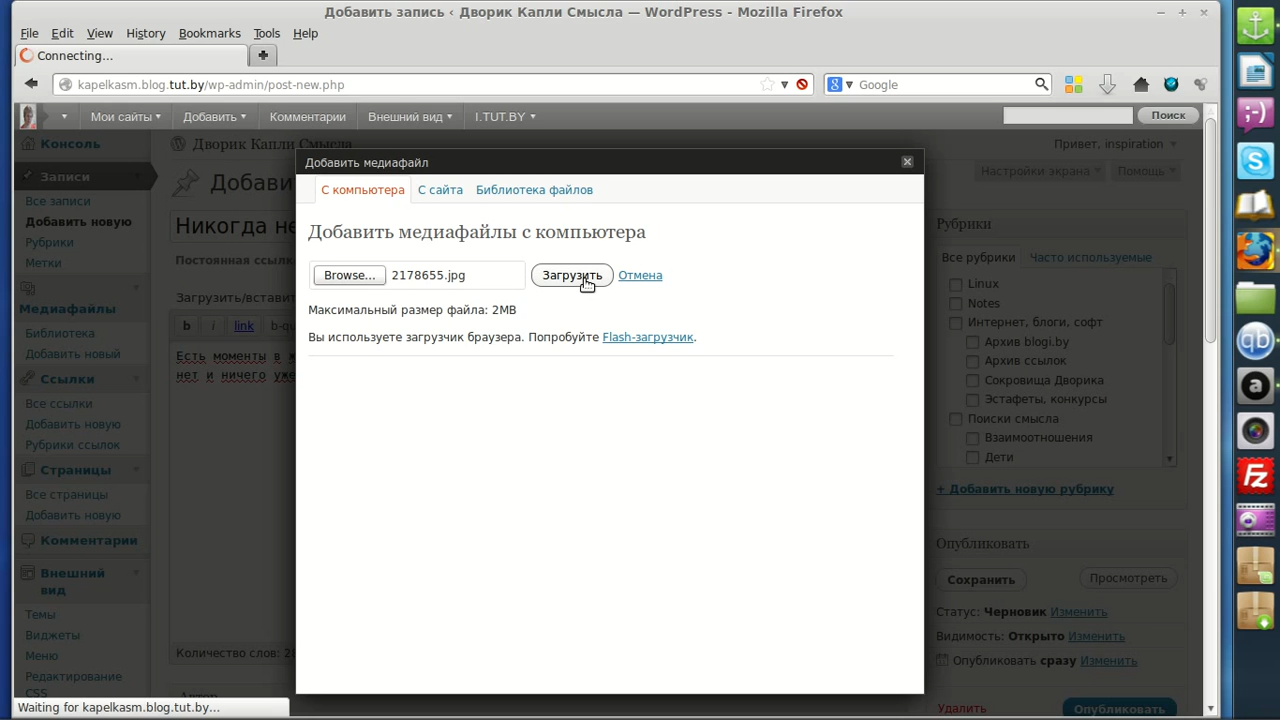 Добавить запись ‹ Дворик Капли Смысла — WordPress - Mozilla Firefox
File Edit View History Bookmarks Tools Help
Connecting...
kapelkasm.blog.tut.by/wp-admin/post-new.php
Google
Мои сайты Добавить Комментарии Внешний вид I.TUT.BY Поиск
Консоль
Записи
Все записи
Добавить новую
Рубрики
Метки
Медиафайлы
Библиотека
Добавить новый
Ссылки
Все ссылки
Добавить новую
Рубрики ссылок
Страницы
Все страницы
Добавить новую
Комментарии
Внешний
вид
Темы
Виджеты
Меню
Редактирование
CSS
Дворик Капли Смысла
Привет, inspiration
Настройки экрана Помощь
Добави
Никогда не
Постоянная
Загрузить/встави
b i link b-qu
Есть моменты в ж
нет и ничего уже
Количество слов: 2
Добавить медиафайл
С компьютера С сайта Библиотека файлов
Добавить медиафайлы с компьютера
Browse... 2178655.jpg Загрузить Отмена
Максимальный размер файла: 2MB
Вы используете загрузчик браузера. Попробуйте Flash-загрузчик.
Рубрики
Все рубрики Часто используемые
Linux
Notes
Интернет, блоги, софт
Архив blogi.by
Архив ссылок
Сокровища Дворика
Эстафеты, конкурсы
Поиски смысла
Взаимоотношения
Дети
+ Добавить новую рубрику
Опубликовать
Сохранить Просмотреть
Статус: Черновик Изменить
Видимость: Открыто Изменить
Опубликовать сразу Изменить
Удалить Опубликовать
Waiting for kapelkasm.blog.tut.by...
;-)
qb
a
Fz